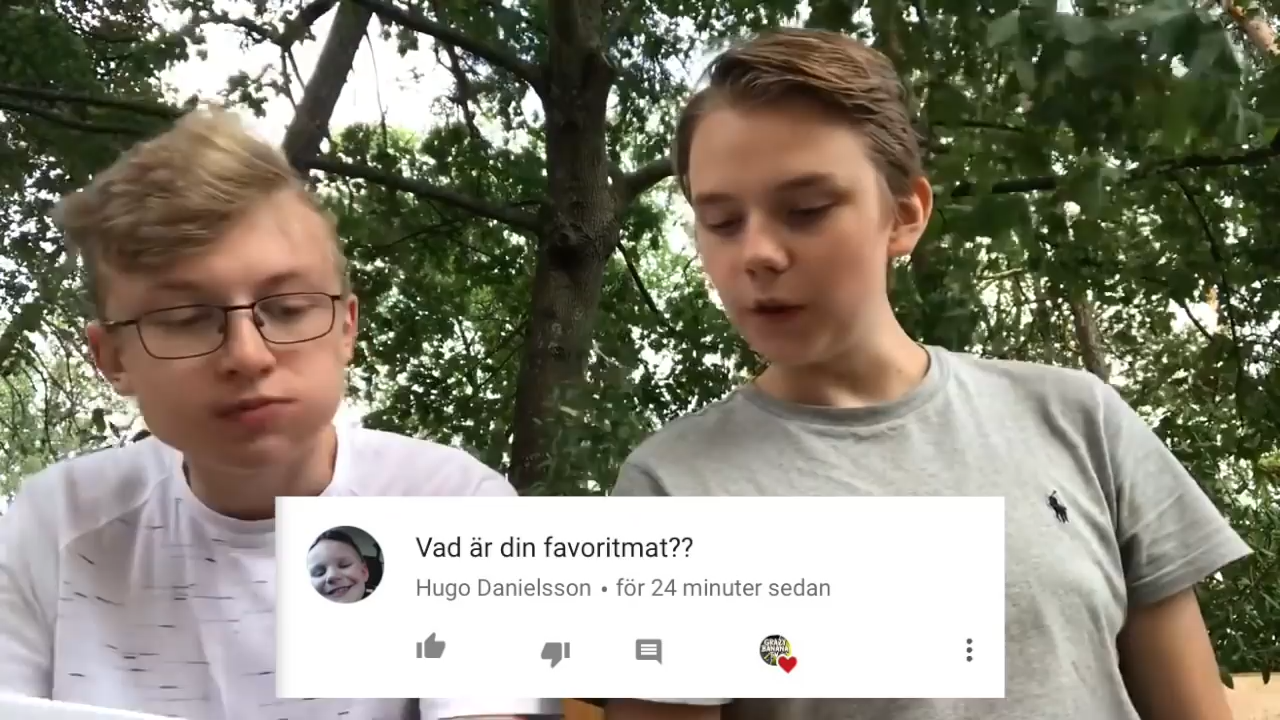 Vad är din favoritmat??
Hugo Danielsson • för 24 minuter sedan